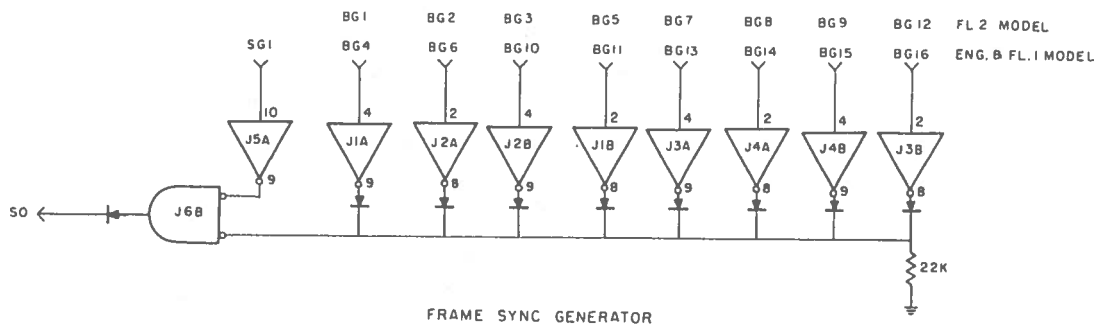 BG1 BG2 BG3 BG5 BG7 BG8 BG9 BG12 FL.2 MODEL
SG1 BG4 BG6 BG10 BG11 BG13 BG14 BG15 BG16 ENG. & FL.1 MODEL
10 4 2 4 2 4 2 4 2
J5A J1A J2A J2B J1B J3A J4A J4B J3B
9 9 8 9 8 9 8 9 8
SO J6B
22K
FRAME SYNC GENERATOR